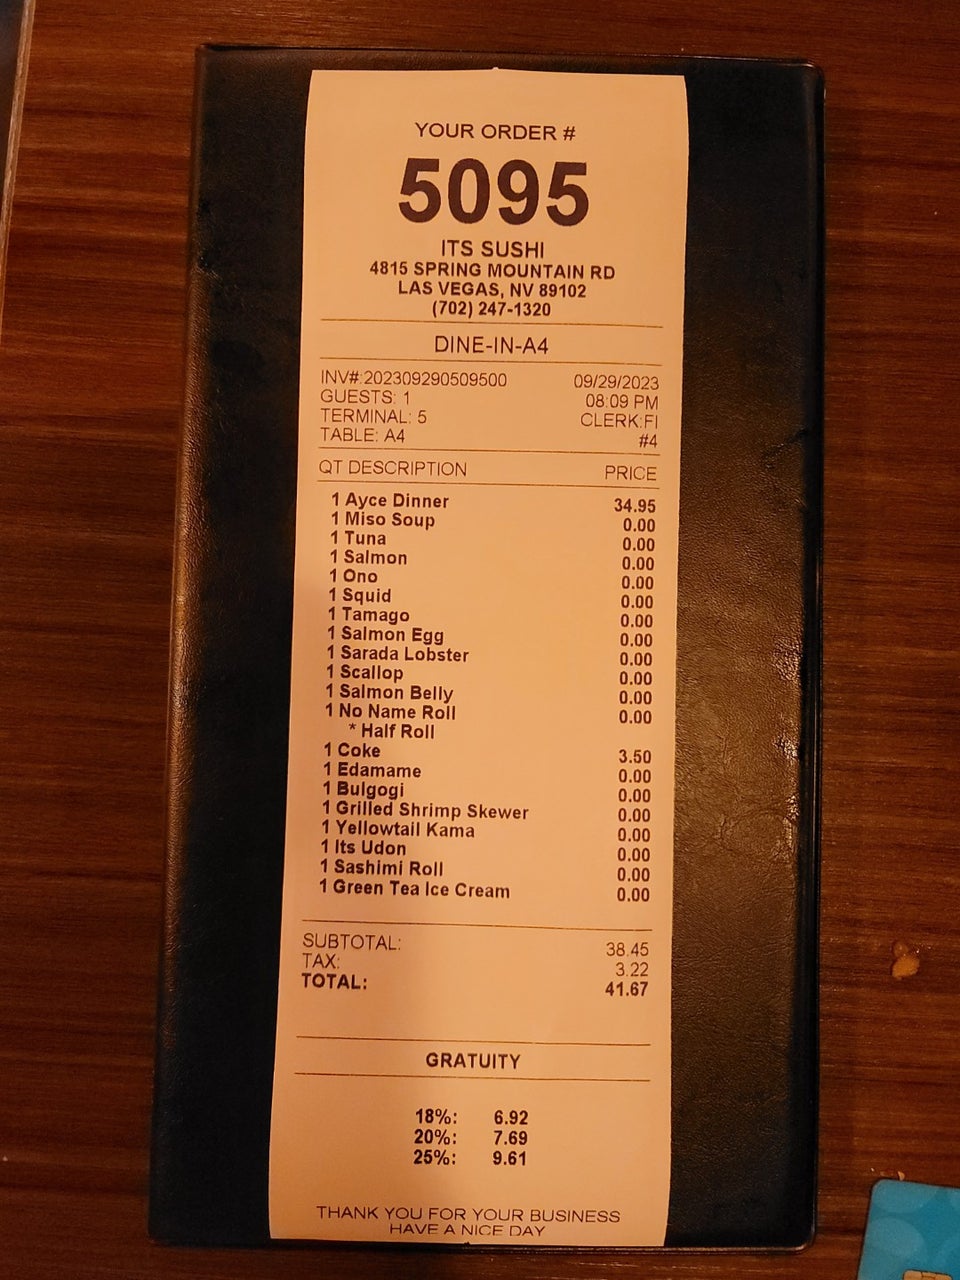 YOUR ORDER #
5095
ITS SUSHI
4815 SPRING MOUNTAIN RD
LAS VEGAS, NV 89102
(702) 247-1320
DINE-IN-A4
INV#:202309290509500 09/29/2023
GUESTS: 1 08:09 PM
TERMINAL: 5 CLERK:FI
TABLE: A4 #4
QT DESCRIPTION PRICE
1 Ayce Dinner 34.95
1 Miso Soup 0.00
1 Tuna 0.00
1 Salmon 0.00
1 Ono 0.00
1 Squid 0.00
1 Tamago 0.00
1 Salmon Egg 0.00
1 Sarada Lobster 0.00
1 Scallop 0.00
1 Salmon Belly 0.00
1 No Name Roll 0.00
* Half Roll
1 Coke 3.50
1 Edamame 0.00
1 Bulgogi 0.00
1 Grilled Shrimp Skewer 0.00
1 Yellowtail Kama 0.00
1 Its Udon 0.00
1 Sashimi Roll 0.00
1 Green Tea Ice Cream 0.00
SUBTOTAL: 38.45
TAX: 3.22
TOTAL: 41.67
GRATUITY
18%: 6.92
20%: 7.69
25%: 9.61
THANK YOU FOR YOUR BUSINESS
HAVE A NICE DAY